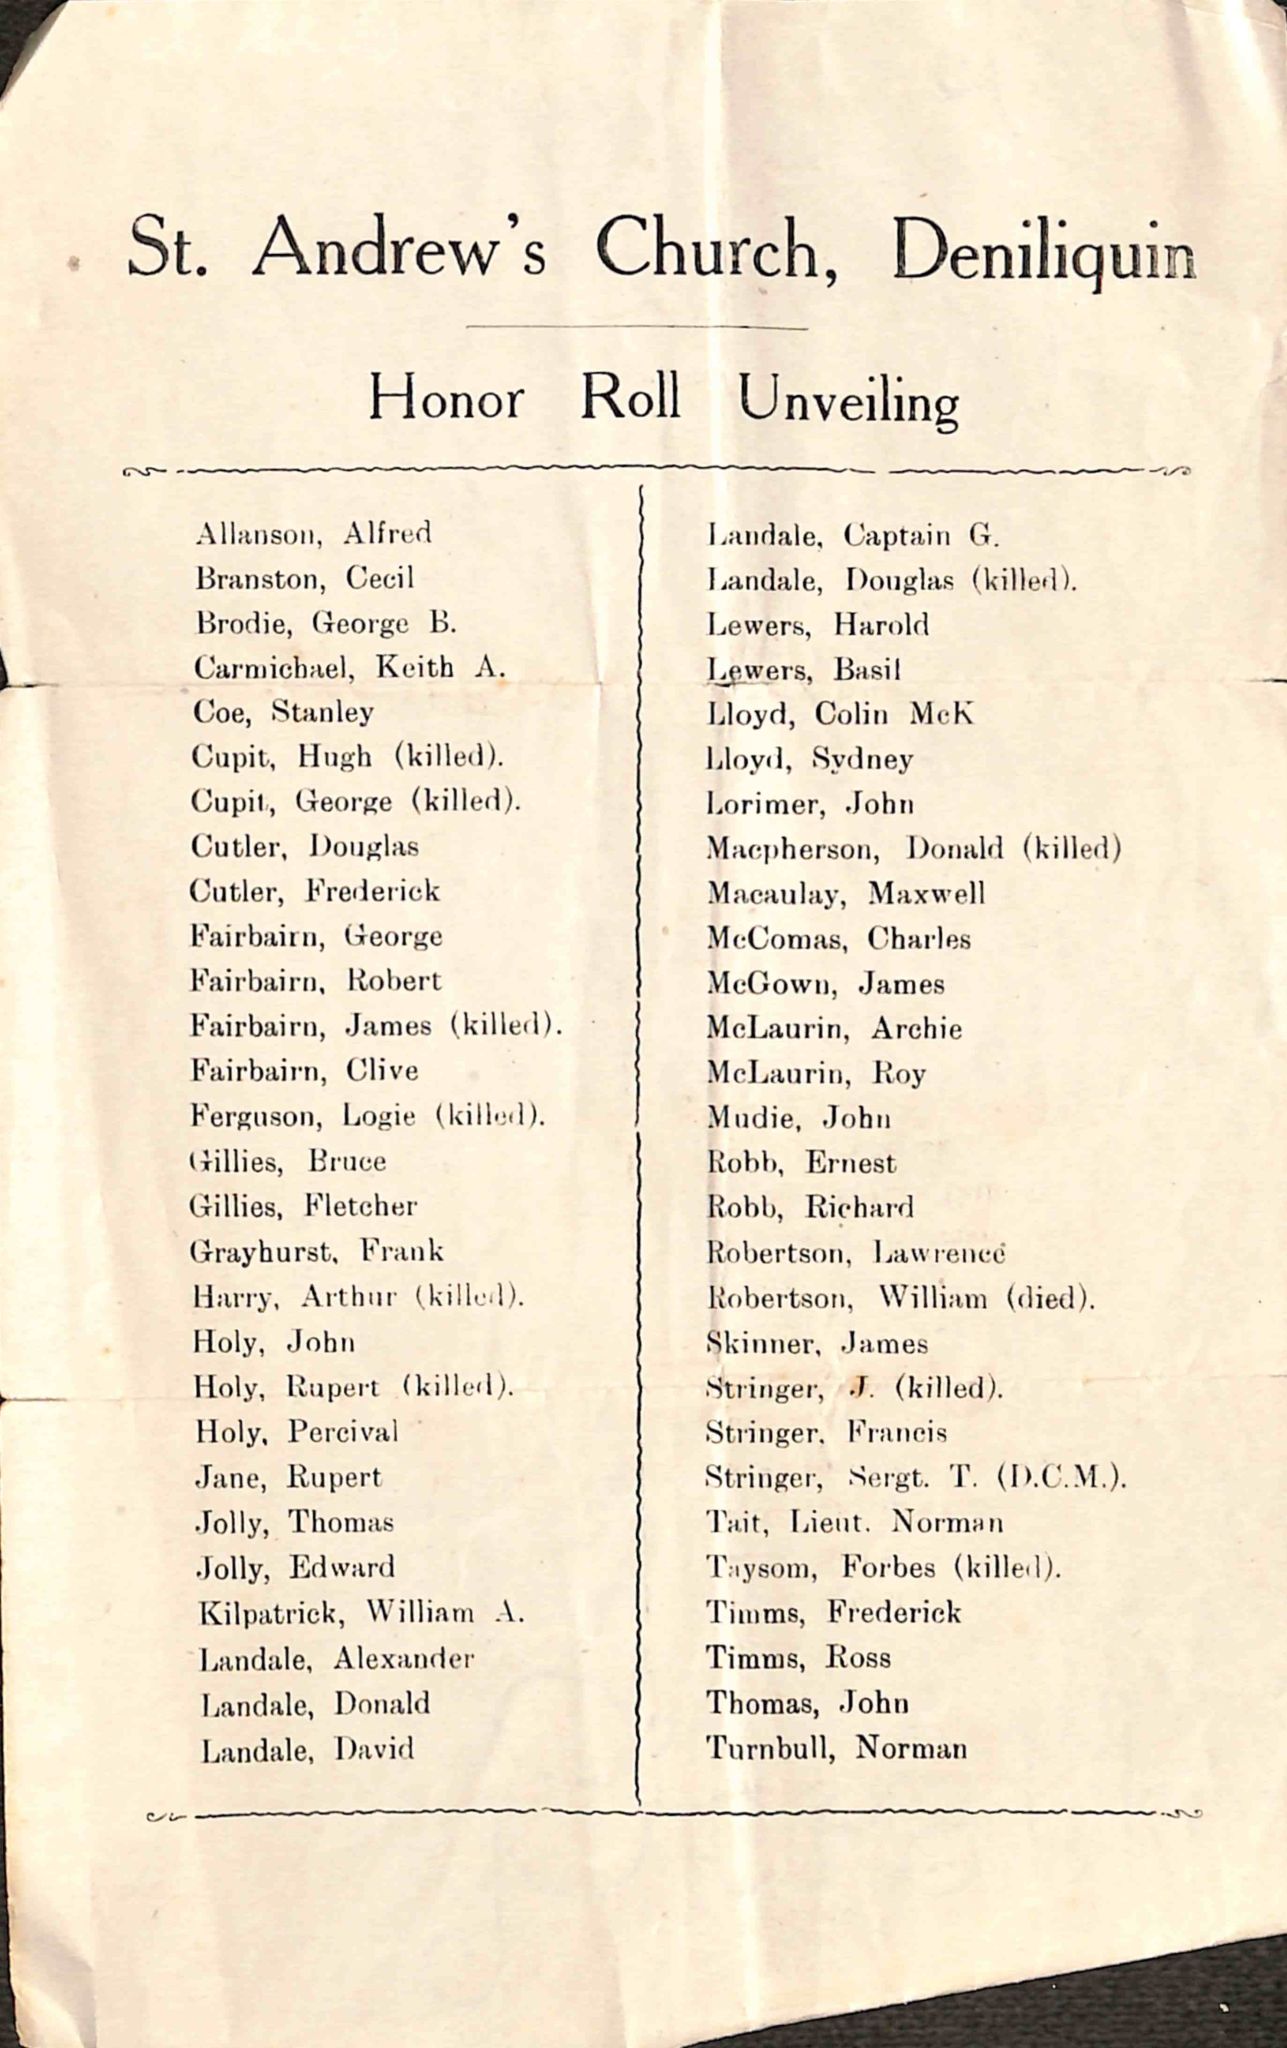 St. Andrew's Church, Deniliquin
Honor Roll Unveiling
Allanson, Alfred
Branston, Cecil
Brodie, George B.
Carmichael, Keith A.
Coe, Stanley
Cupit, Hugh (killed).
Cupit, George (killed).
Cutler, Douglas
Cutler, Frederick
Fairbairn, George
Fairbairn, Robert
Fairbairn, James (killed).
Fairbairn, Clive
Ferguson, Logie (killed).
Gillies, Bruce
Gillies, Fletcher
Grayhurst, Frank
Harry, Arthur (killed).
Holy, John
Holy, Rupert (killed).
Holy, Percival
Jane, Rupert
Jolly, Thomas
Jolly, Edward
Kilpatrick, William A.
Landale, Alexander
Landale, Donald
Landale, David
Landale, Captain G.
Landale, Douglas (killed).
Lewers, Harold
Lewers, Basil
Lloyd, Colin McK
Lloyd, Sydney
Lorimer, John
Macpherson, Donald (killed)
Macaulay, Maxwell
McComas, Charles
McGown, James
McLaurin, Archie
McLaurin, Roy
Mudie, John
Robb, Ernest
Robb, Richard
Robertson, Lawrence
Robertson, William (died).
Skinner, James
Stringer, J. (killed).
Stringer, Francis
Stringer, Sergt. T. (D.C.M.).
Tait, Lieut. Norman
Taysom, Forbes (killed).
Timms, Frederick
Timms, Ross
Thomas, John
Turnbull, Norman